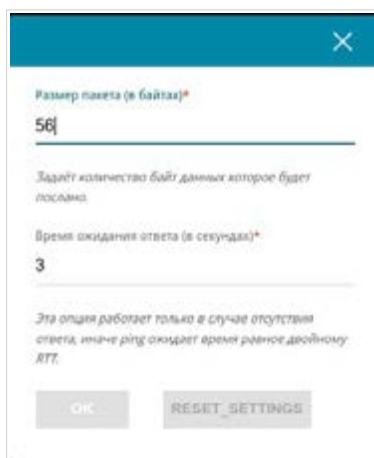 Размер пакета (в байтах)*
56
Задаёт количество байт данных которое будет
послано.
Время ожидания ответа (в секундах)*
3
Эта опция работает только в случае отсутствия
ответа, иначе ping ожидает время равное двойному
RTT.
OK
RESET_SETTINGS